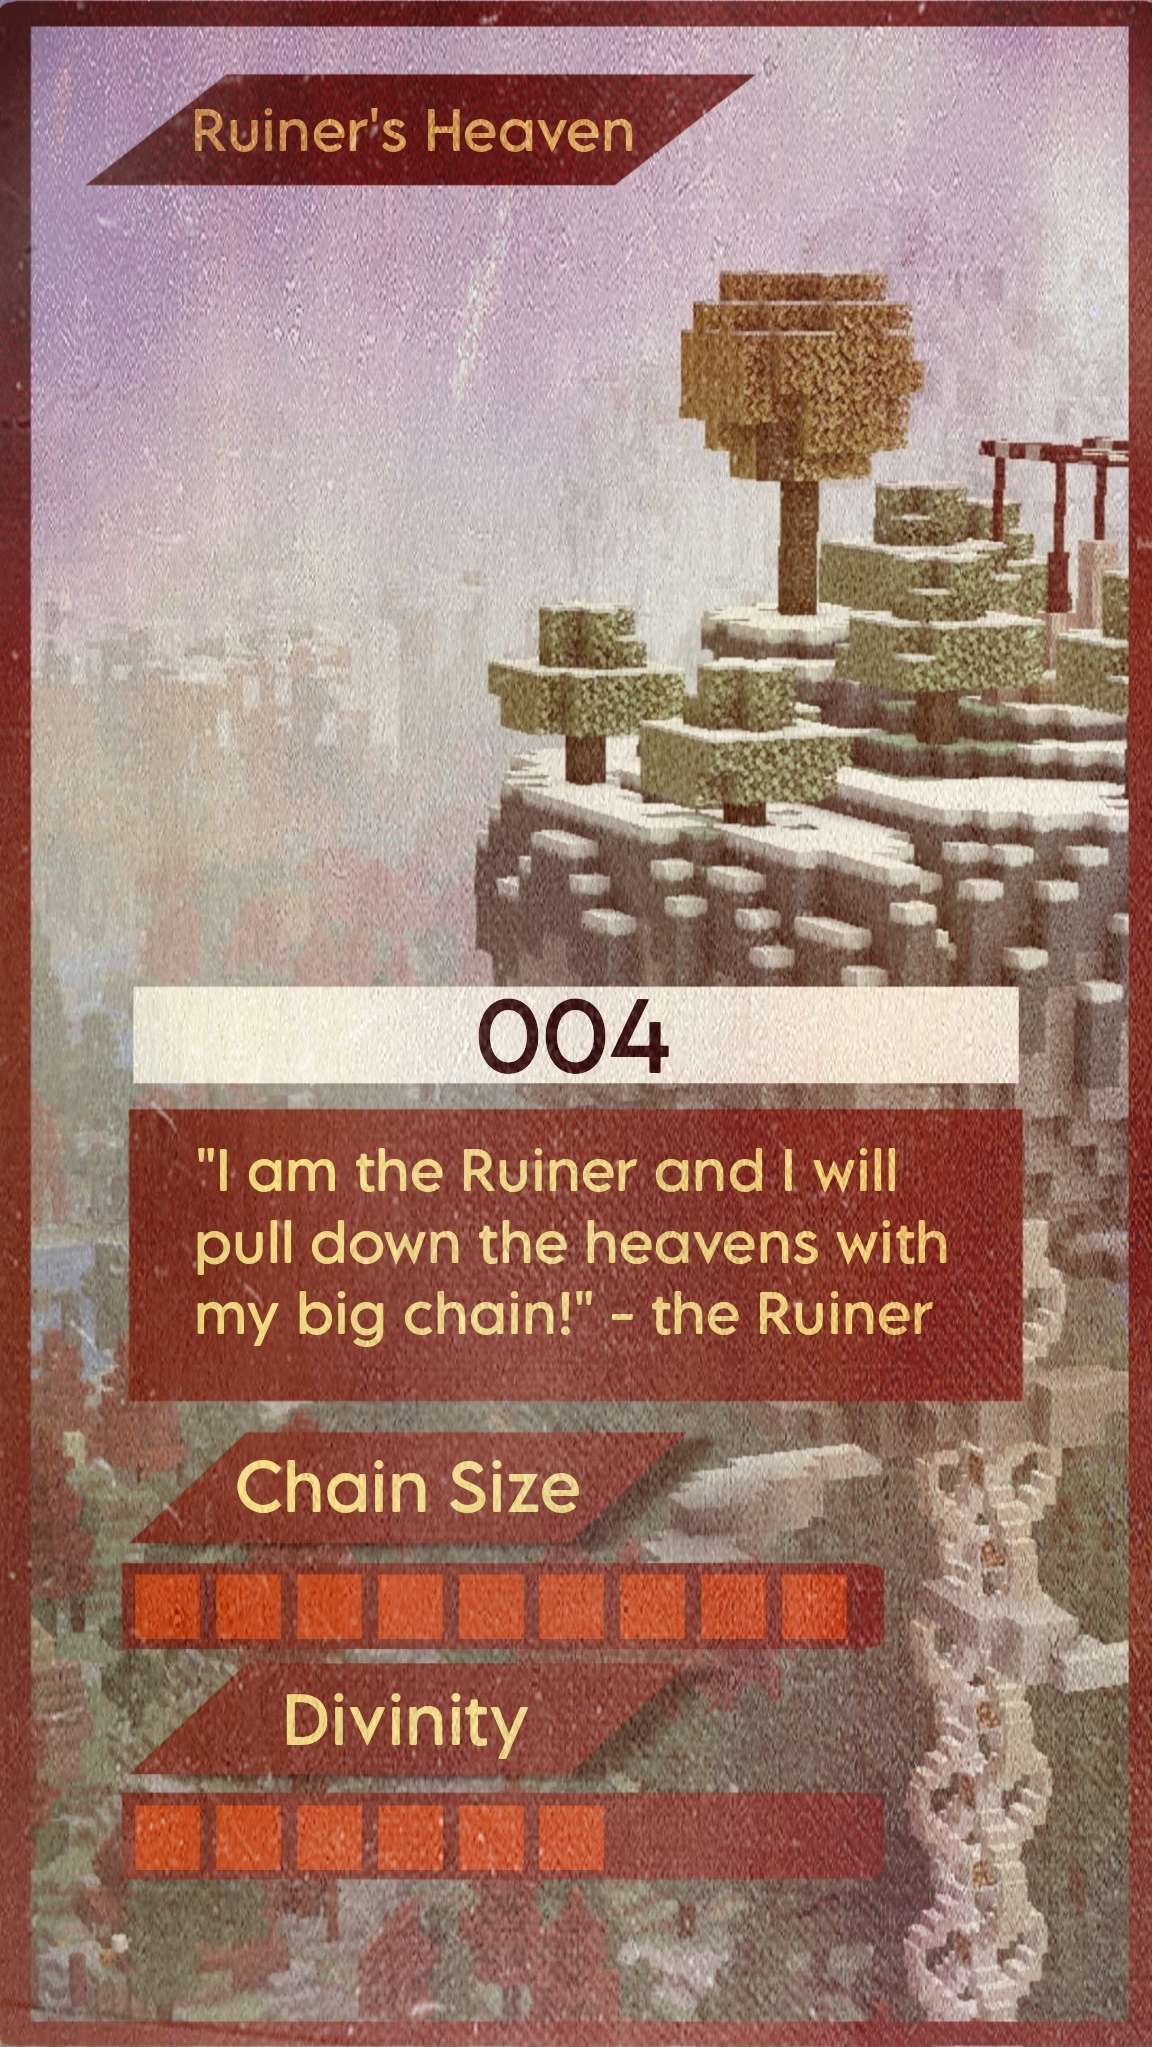 Ruiner's Heaven
004
"I am the Ruiner and I will
pull down the heavens with
my big chain!" - the Ruiner
Chain Size
Divinity